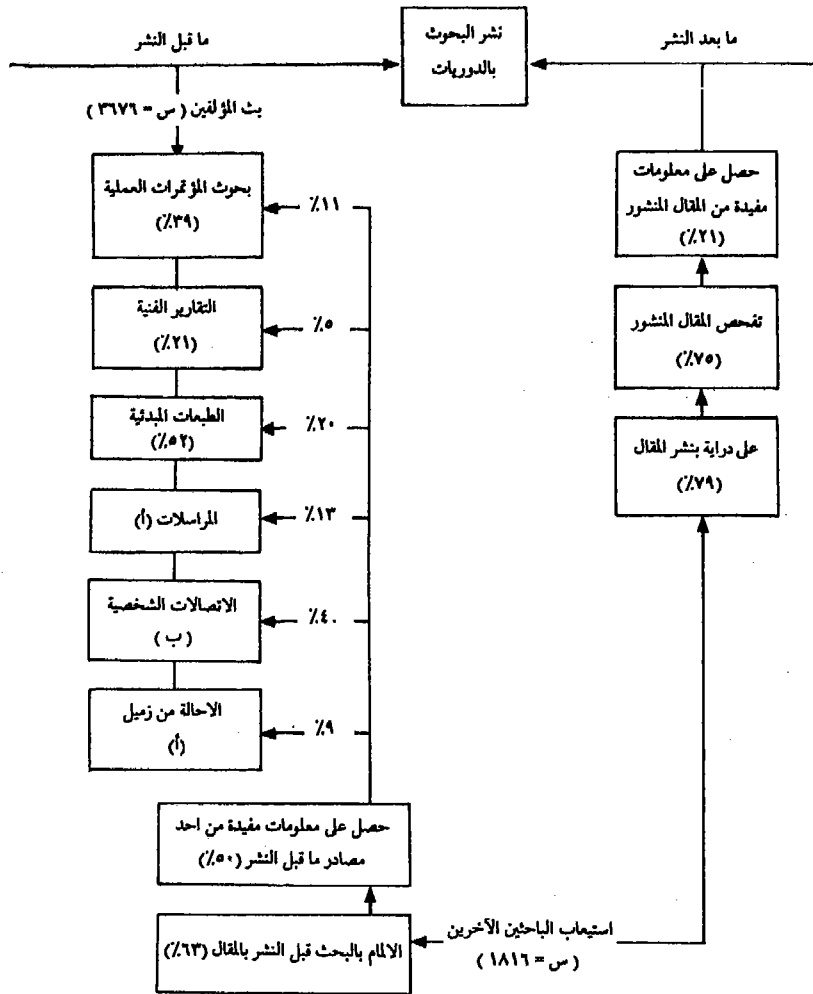 ما بعد النشر
نشر البحوث
بالدوريات
ما قبل النشر
بث المؤلفين ( س = ٣٦٧٦ )
حصل على معلومات
مفيدة من المقال المنشور
(٢١٪)
تفحص المقال المنشور
(٧٥٪)
على دراية بنشر المقال
(٧٩٪)
بحوث المؤتمرات العملية
(٣٩٪)
١١٪
التقارير الفنية
(٢١٪)
٥٪
الطبعات المبدئية
(٥٢٪)
٢٠٪
المراسلات (أ)
١٣٪
الاتصالات الشخصية
( ب )
٤٠٪
الاحالة من زميل
(أ)
٩٪
حصل على معلومات مفيدة من احد
مصادر ما قبل النشر (٥٠٪)
استيعاب الباحثين الآخرين
( س = ١٨١٦ )
الالمام بالبحث قبل النشر بالمقال (٦٣٪)